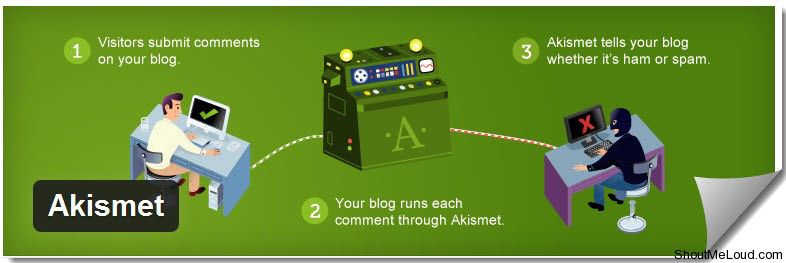 1 Visitors submit comments
on your blog.
A
2 Your blog runs each
comment through Akismet.
3 Akismet tells your blog
whether it's ham or spam.
Akismet
ShoutMeLoud.com